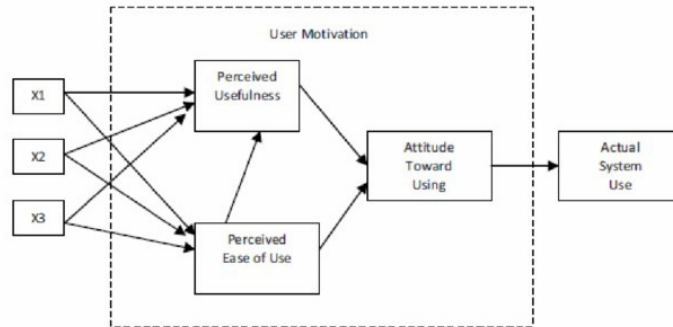 User Motivation
X1
X2
X3
Perceived
Usefulness
Perceived
Ease of Use
Attitude
Toward
Using
Actual
System
Use